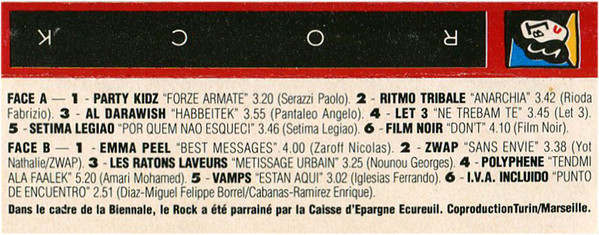 ROCK
FACE A — 1 - PARTY KIDZ “FORZE ARMATE” 3.20 (Serazzi Paolo). 2 - RITMO TRIBALE “ANARCHIA” 3.42 (Rioda
Fabrizio). 3 - AL DARAWISH “HABBEITEK” 3.55 (Pantaleo Angelo). 4 - LET 3 “NE TREBAM TE” 3.45 (Let 3).
5 - SETIMA LEGIAO “POR QUEM NAO ESQUECI” 3.46 (Setima Legiao). 6 - FILM NOIR “DON’T” 4.10 (Film Noir).
FACE B — 1 - EMMA PEEL “BEST MESSAGES” 4.00 (Zaroff Nicolas). 2 - ZWAP “SANS ENVIE” 3.38 (Yot
Nathalie/ZWAP). 3 - LES RATONS LAVEURS “METISSAGE URBAIN” 3.25 (Nounou Georges). 4 - POLYPHENE “TENDMI
ALA FAALEK” 5.20 (Amari Mohamed). 5 - VAMPS “ESTAN AQUI” 3.02 (Iglesias Ferrando). 6 - I.V.A. INCLUIDO “PUNTO
DE ENCUENTRO” 2.51 (Diaz-Miguel Felippe Borrel/Cabanas-Ramirez Enrique).
Dans le cadre de la Biennale, le Rock a été parrainé par la Caisse d’Epargne Ecureuil. CoproductionTurin/Marseille.